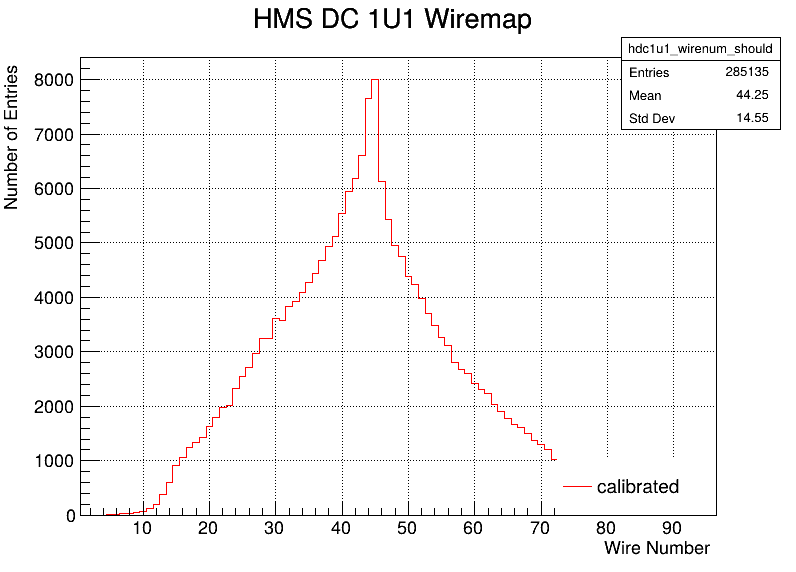 HMS DC 1U1 Wiremap
hdc1u1_wirenum_should
Entries 285135
Mean 44.25
Std Dev 14.55
Number of Entries
8000
7000
6000
5000
4000
3000
2000
1000
0
calibrated
10 20 30 40 50 60 70 80 90
Wire Number